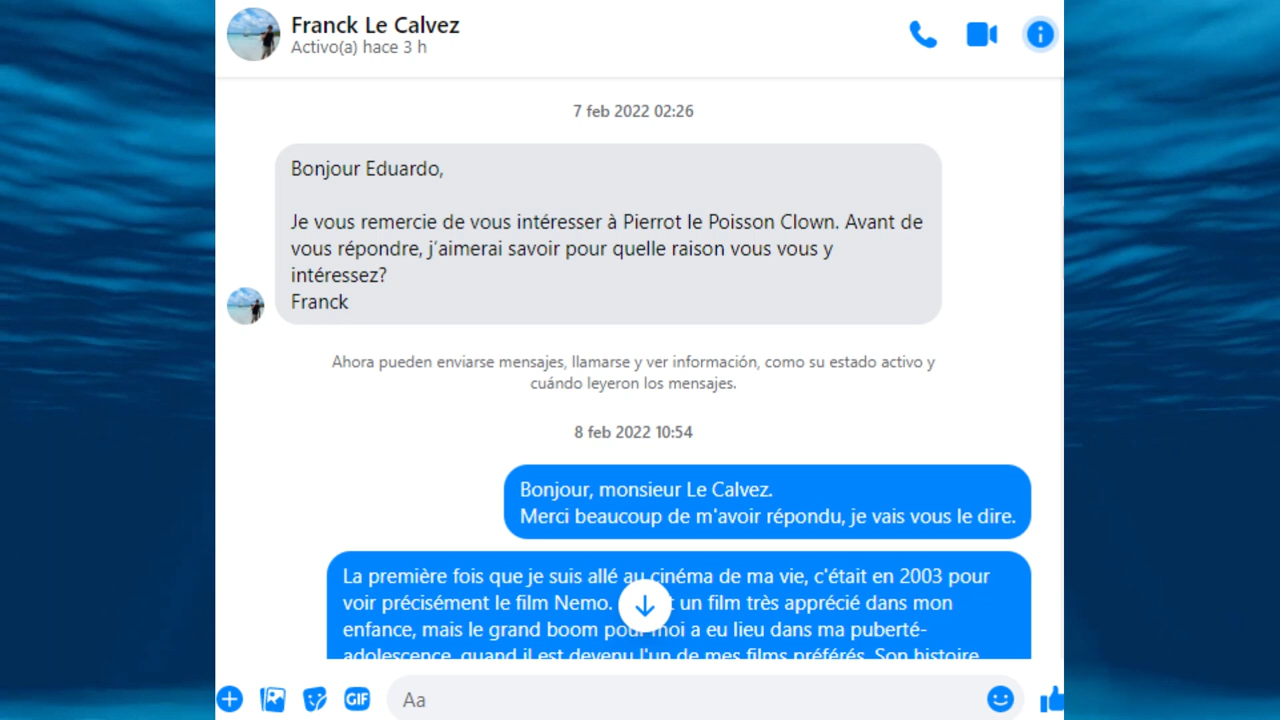 Franck Le Calvez
Activo(a) hace 3 h
7 feb 2022 02:26
Bonjour Eduardo,
Je vous remercie de vous intéresser à Pierrot le Poisson Clown. Avant de
vous répondre, j'aimerai savoir pour quelle raison vous vous y
intéressez?
Franck
Ahora pueden enviarse mensajes, llamarse y ver información, como su estado activo y
cuándo leyeron los mensajes.
8 feb 2022 10:54
Bonjour, monsieur Le Calvez.
Merci beaucoup de m'avoir répondu, je vais vous le dire.
La première fois que je suis allé au cinéma de ma vie, c'était en 2003 pour
voir précisément le film Nemo. un film très apprécié dans mon
enfance, mais le grand boom pour moi a eu lieu dans ma puberté-
adolescence, quand il est devenu l'un de mes films préférés. Son histoire
GIF
Aa